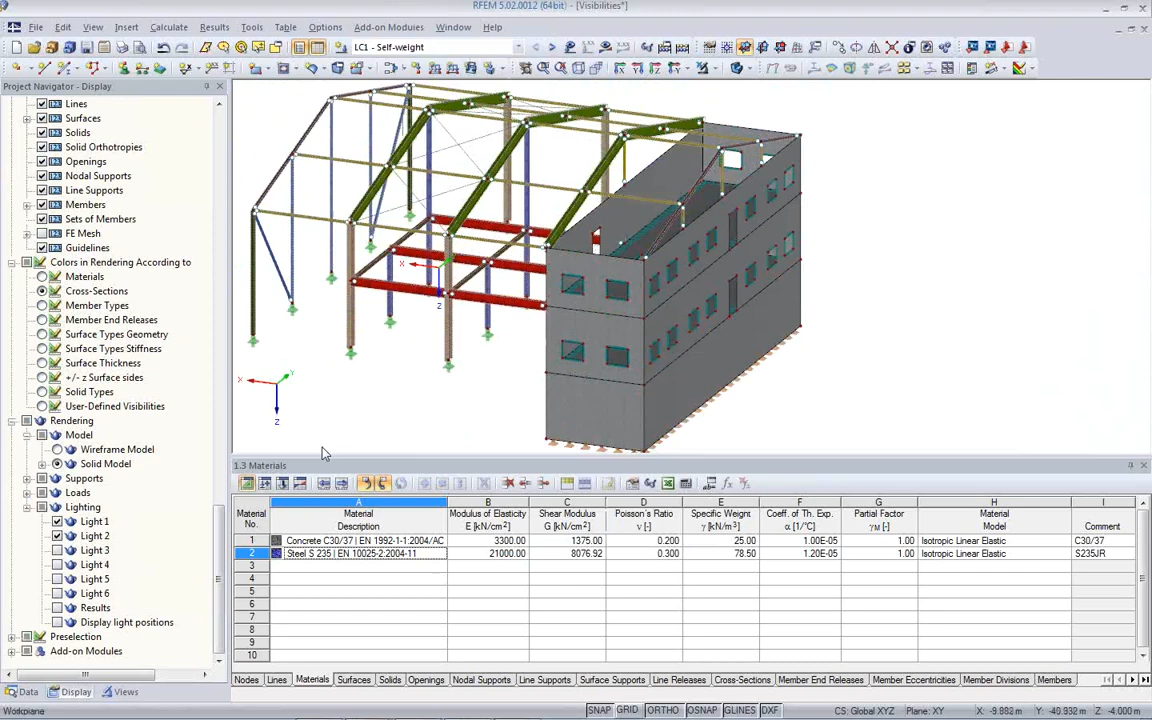 RFEM 5.02.0012 (64bit) - [Visibilities*]
File Edit View Insert Calculate Results Tools Table Options Add-on Modules Window Help
LC1 - Self-weight
Project Navigator - Display
Lines
Surfaces
Solids
Solid Orthotropies
Openings
Nodal Supports
Line Supports
Members
Sets of Members
FE Mesh
Guidelines
Colors in Rendering According to
Materials
Cross-Sections
Member Types
Member End Releases
Surface Types Geometry
Surface Types Stiffness
Surface Thickness
+/- z Surface sides
Solid Types
User-Defined Visibilities
Rendering
Model
Wireframe Model
Solid Model
Supports
Loads
Lighting
Light 1
Light 2
Light 3
Light 4
Light 5
Light 6
Results
Display light positions
Preselection
Add-on Modules
Data Display Views
X
Z
X
Y
Z
1.3 Materials
A B C D E F G H I
Material Material Modulus of Elasticity Shear Modulus Poisson's Ratio Specific Weight Coeff. of Th. Exp. Partial Factor Material
No. Description E [kN/cm²] G [kN/cm²] ν [-] γ [kN/m³] α [1/°C] γM [-] Model Comment
1 Concrete C30/37 | EN 1992-1-1:2004/AC 3300.00 1375.00 0.200 25.00 1.00E-05 1.00 Isotropic Linear Elastic C30/37
2 Steel S 235 | EN 10025-2:2004-11 21000.00 8076.92 0.300 78.50 1.20E-05 1.00 Isotropic Linear Elastic S235JR
3
4
5
6
7
8
9
10
Nodes Lines Materials Surfaces Solids Openings Nodal Supports Line Supports Surface Supports Line Releases Cross-Sections Member End Releases Member Eccentricities Member Divisions Members
Workplane SNAP GRID ORTHO OSNAP GLINES DXF CS: Global XYZ Plane: XY X: -9.882 m Y: -40.932 m Z: -4.000 m